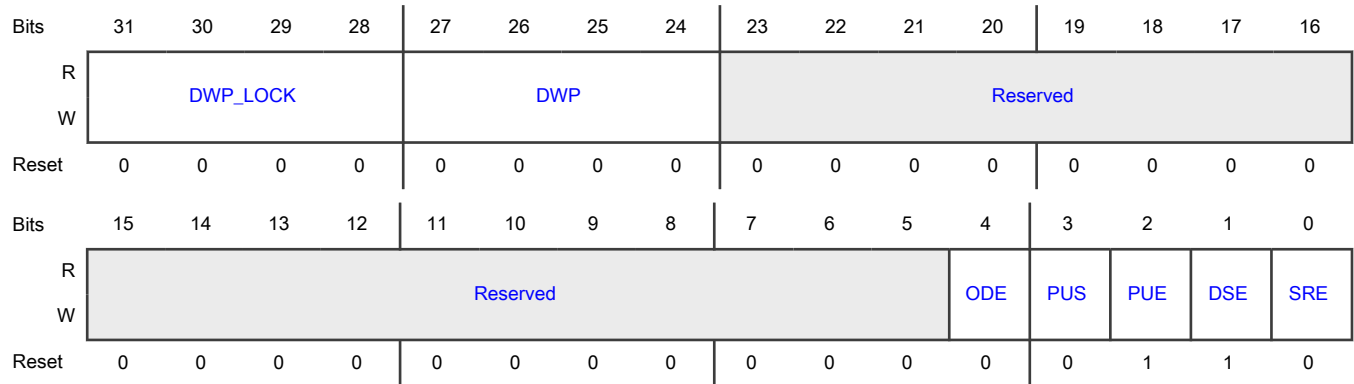 Bits 31 30 29 28 27 26 25 24 23 22 21 20 19 18 17 16
R
DWP_LOCK DWP Reserved
W
Reset 0 0 0 0 0 0 0 0 0 0 0 0 0 0 0 0
Bits 15 14 13 12 11 10 9 8 7 6 5 4 3 2 1 0
R
Reserved ODE PUS PUE DSE SRE
W
Reset 0 0 0 0 0 0 0 0 0 0 0 0 0 1 1 0